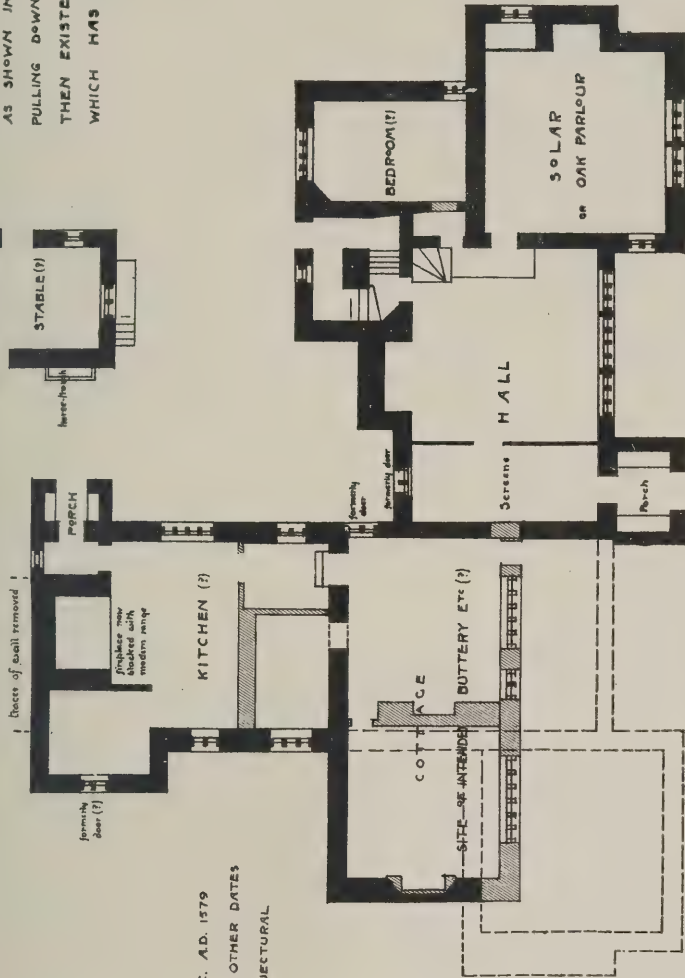 AS SHOWN IN
PULLING DOWN
THEN EXISTE
WHICH HAS
STABLE (?)
horse-trough
PORCH
(traces of wall removed)
fireplace now
blocked with
modern range
KITCHEN (?)
formerly
door (?)
formerly
door
formerly door
BEDROOM (?)
SOLAR
OR OAK PARLOUR
HALL
Screens
Porch
COTTAGE
BUTTERY ETC (?)
SITE OF INTENDED
. A.D. 1579
OTHER DATES
JECTURAL